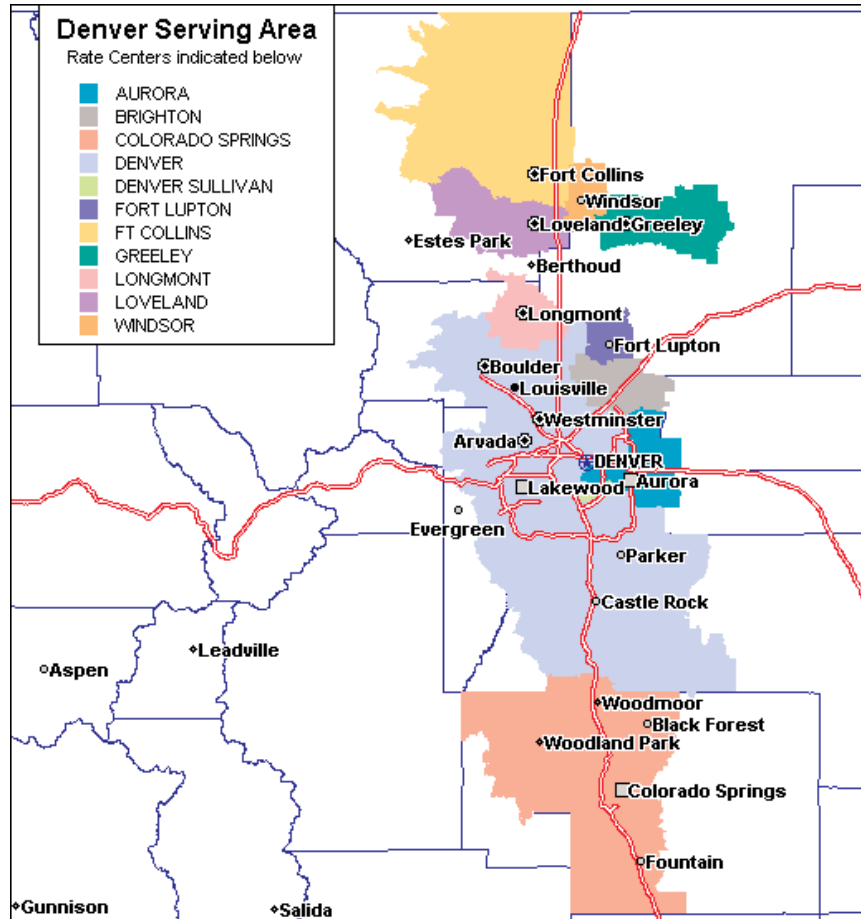 Denver Serving Area
Rate Centers indicated below
AURORA
BRIGHTON
COLORADO SPRINGS
DENVER
DENVER SULLIVAN
FORT LUPTON
FT COLLINS
GREELEY
LONGMONT
LOVELAND
WINDSOR
Fort Collins
Windsor
Loveland
Greeley
Estes Park
Berthoud
Longmont
Fort Lupton
Boulder
Louisville
Westminster
Arvada
DENVER
Aurora
Lakewood
Evergreen
Parker
Castle Rock
Leadville
Aspen
Woodmoor
Black Forest
Woodland Park
Colorado Springs
Fountain
Gunnison
Salida